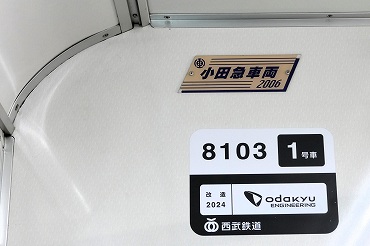 小田急車両
2006
8103 1号車
改造
2024
odakyu
ENGINEERING
西武鉄道